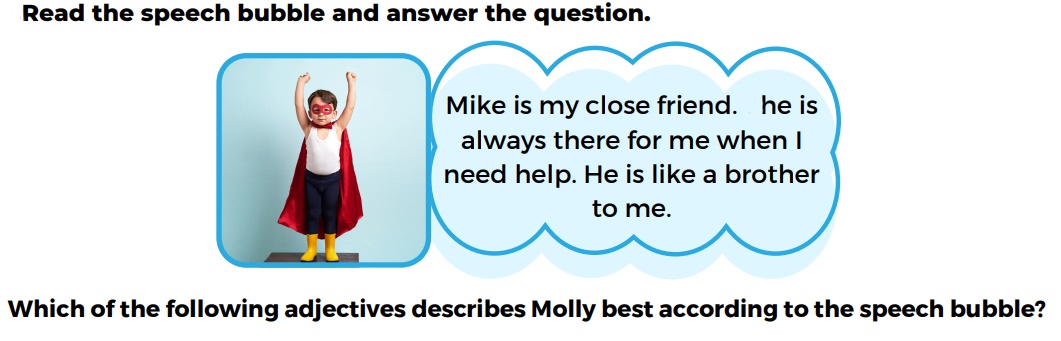 Read the speech bubble and answer the question.
Mike is my close friend. he is
always there for me when I
need help. He is like a brother
to me.
Which of the following adjectives describes Molly best according to the speech bubble?